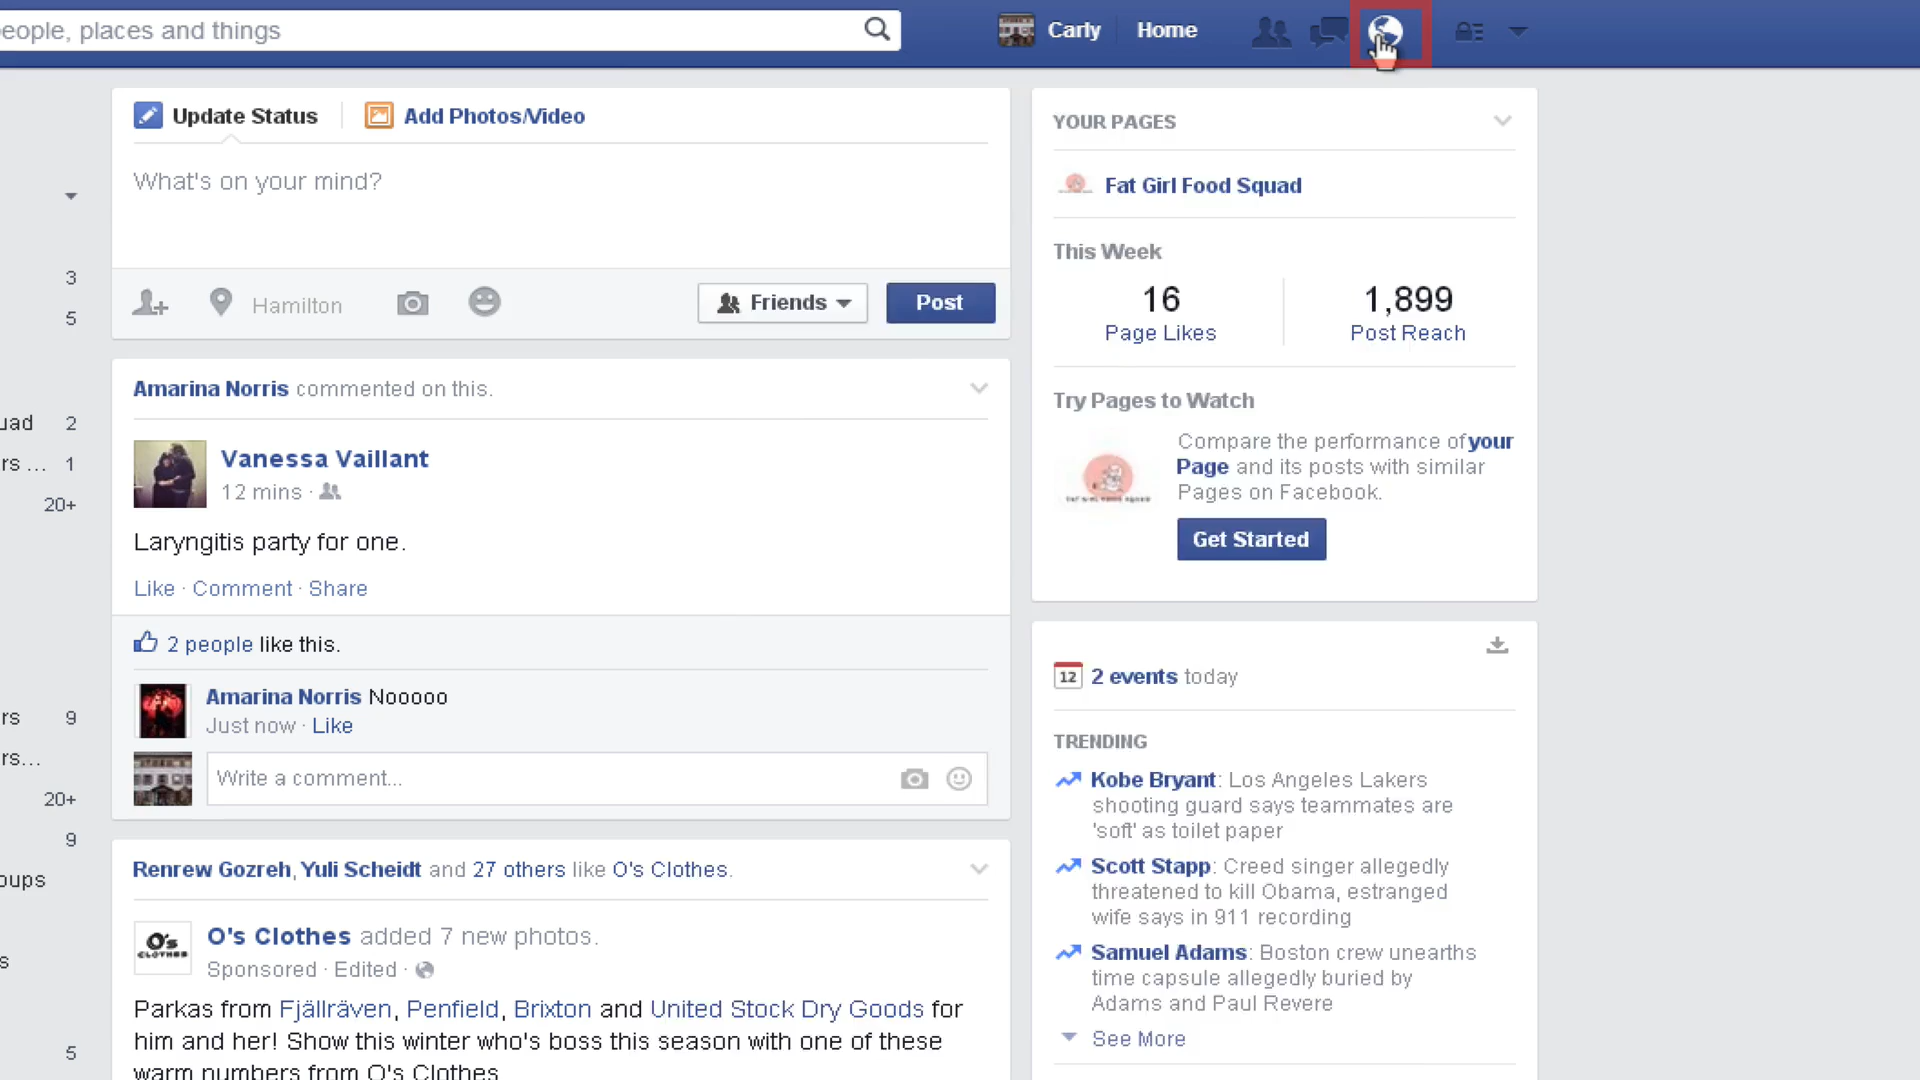 eople, places and things
Carly
Home
Update Status
Add Photos/Video
What's on your mind?
Hamilton
Friends
Post
3
5
uad 2
rs ... 1
20+
rs 9
rs...
20+
9
oups
s
5
Amarina Norris commented on this.
Vanessa Vaillant
12 mins ·
Laryngitis party for one.
Like · Comment · Share
2 people like this.
Amarina Norris Nooooo
Just now · Like
Write a comment...
Renrew Gozreh, Yuli Scheidt and 27 others like O's Clothes.
O's CLOTHES
O's Clothes added 7 new photos.
Sponsored · Edited ·
Parkas from Fjällräven, Penfield, Brixton and United Stock Dry Goods for
him and her! Show this winter who's boss this season with one of these
warm numbers from O's Clothes
YOUR PAGES
Fat Girl Food Squad
This Week
16
Page Likes
1,899
Post Reach
Try Pages to Watch
FAT GIRL FOOD SQUAD
Compare the performance of your
Page and its posts with similar
Pages on Facebook.
Get Started
12
2 events today
TRENDING
Kobe Bryant: Los Angeles Lakers
shooting guard says teammates are
'soft' as toilet paper
Scott Stapp: Creed singer allegedly
threatened to kill Obama, estranged
wife says in 911 recording
Samuel Adams: Boston crew unearths
time capsule allegedly buried by
Adams and Paul Revere
See More